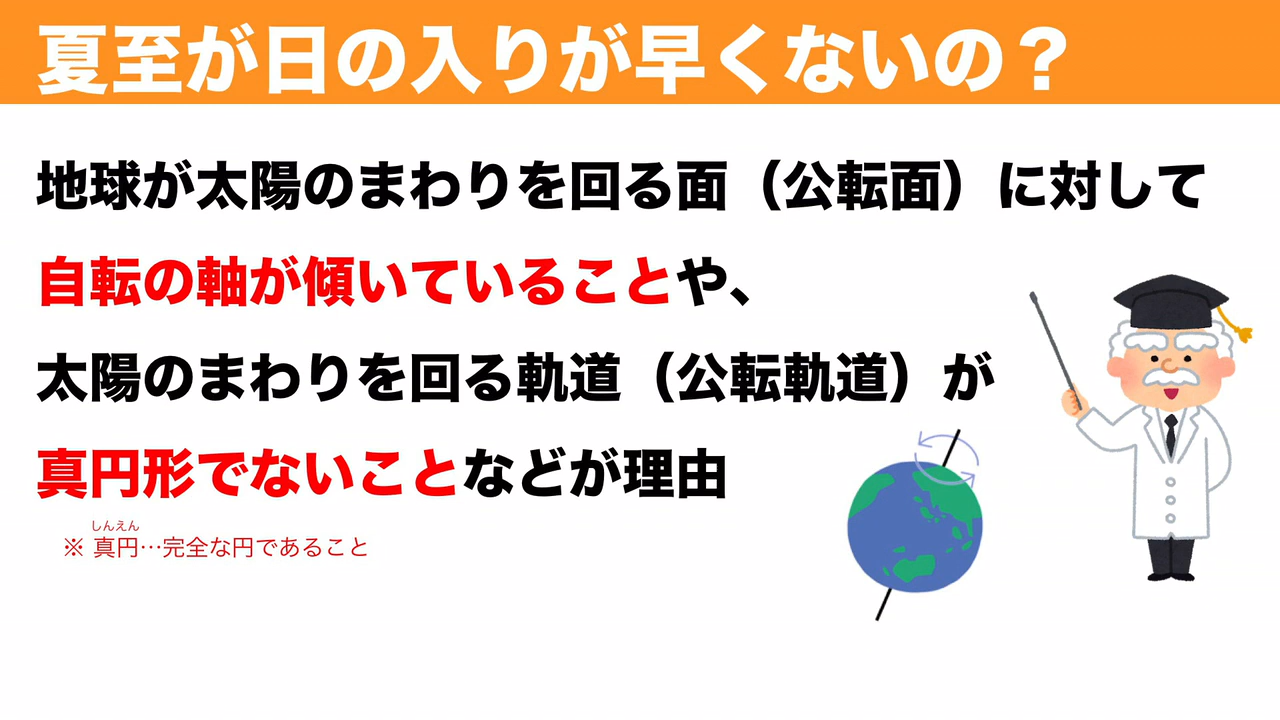 夏至が日の入りが早くないの？
地球が太陽のまわりを回る面（公転面）に対して
自転の軸が傾いていることや、
太陽のまわりを回る軌道（公転軌道）が
真円形でないことなどが理由
しんえん
※ 真円…完全な円であること